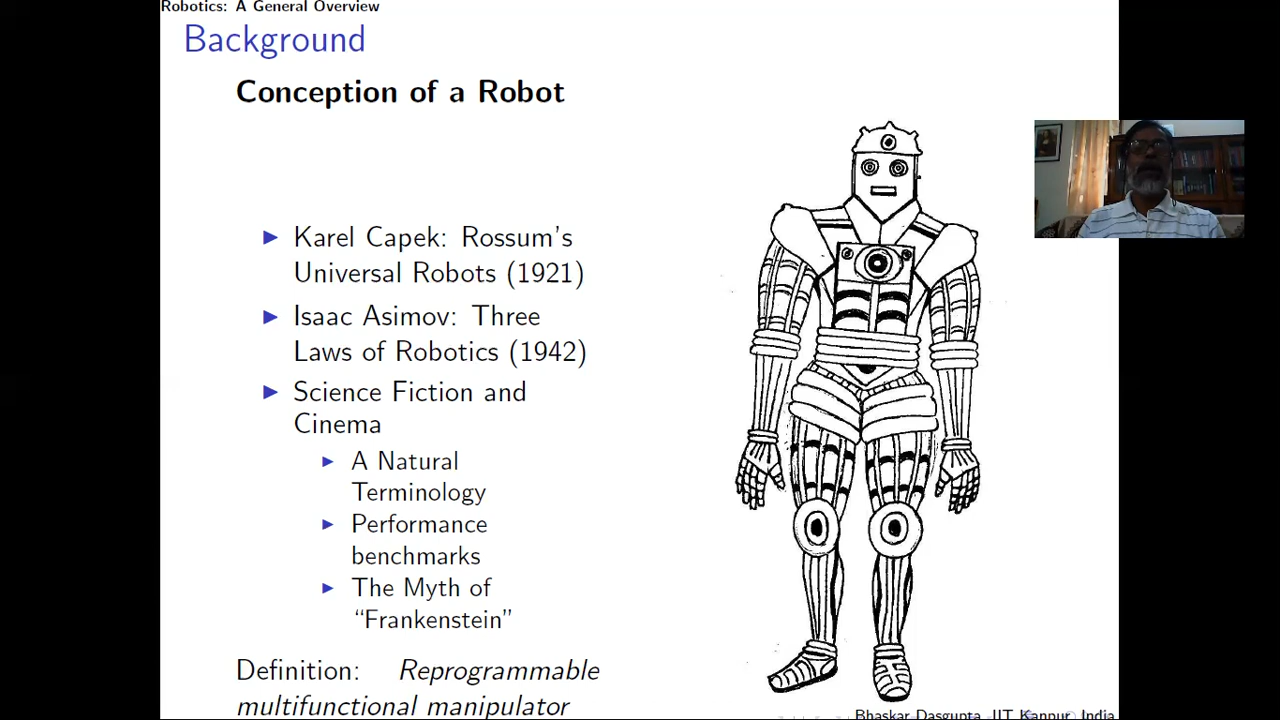 Robotics: A General Overview
Background
Conception of a Robot
Karel Capek: Rossum's
Universal Robots (1921)
Isaac Asimov: Three
Laws of Robotics (1942)
Science Fiction and
Cinema
A Natural
Terminology
Performance
benchmarks
The Myth of
“Frankenstein”
Definition: Reprogrammable
multifunctional manipulator
Bhaskar Dasgupta, IIT Kanpur, India